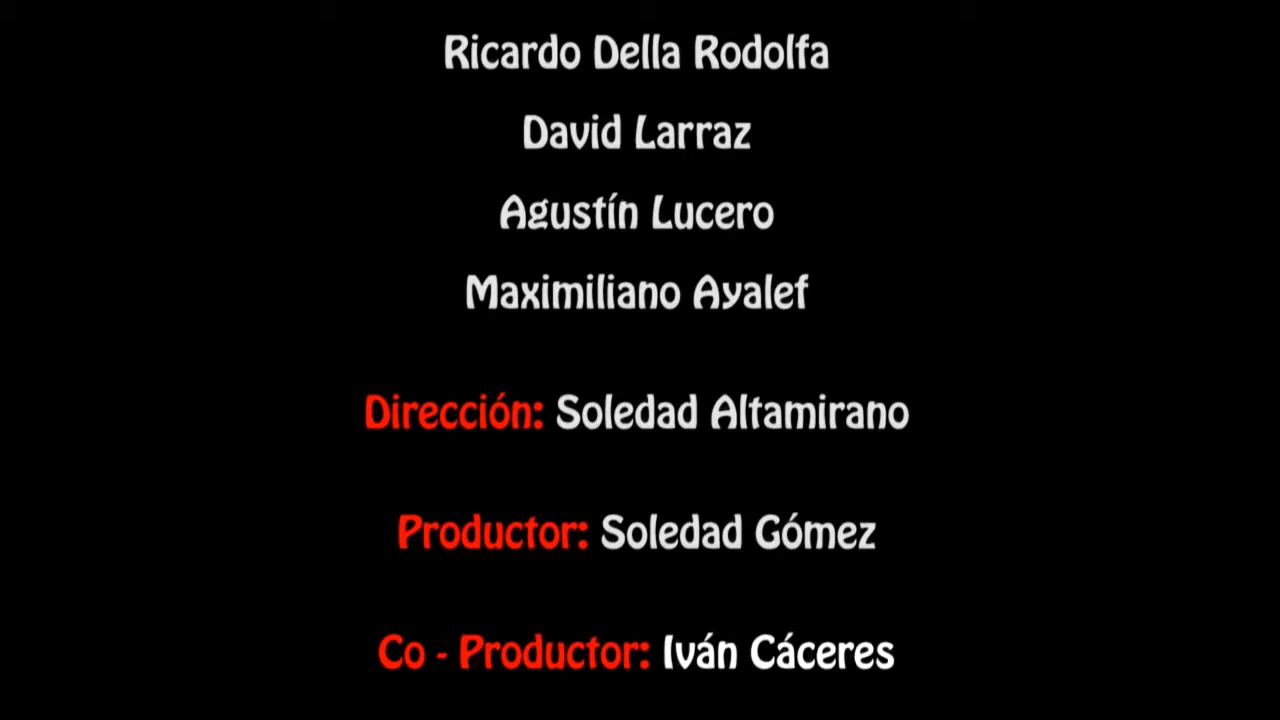 Ricardo Della Rodolfa
David Larraz
Agustín Lucero
Maximiliano Ayalef
Dirección: Soledad Altamirano
Productor: Soledad Gómez
Co - Productor: Iván Cáceres